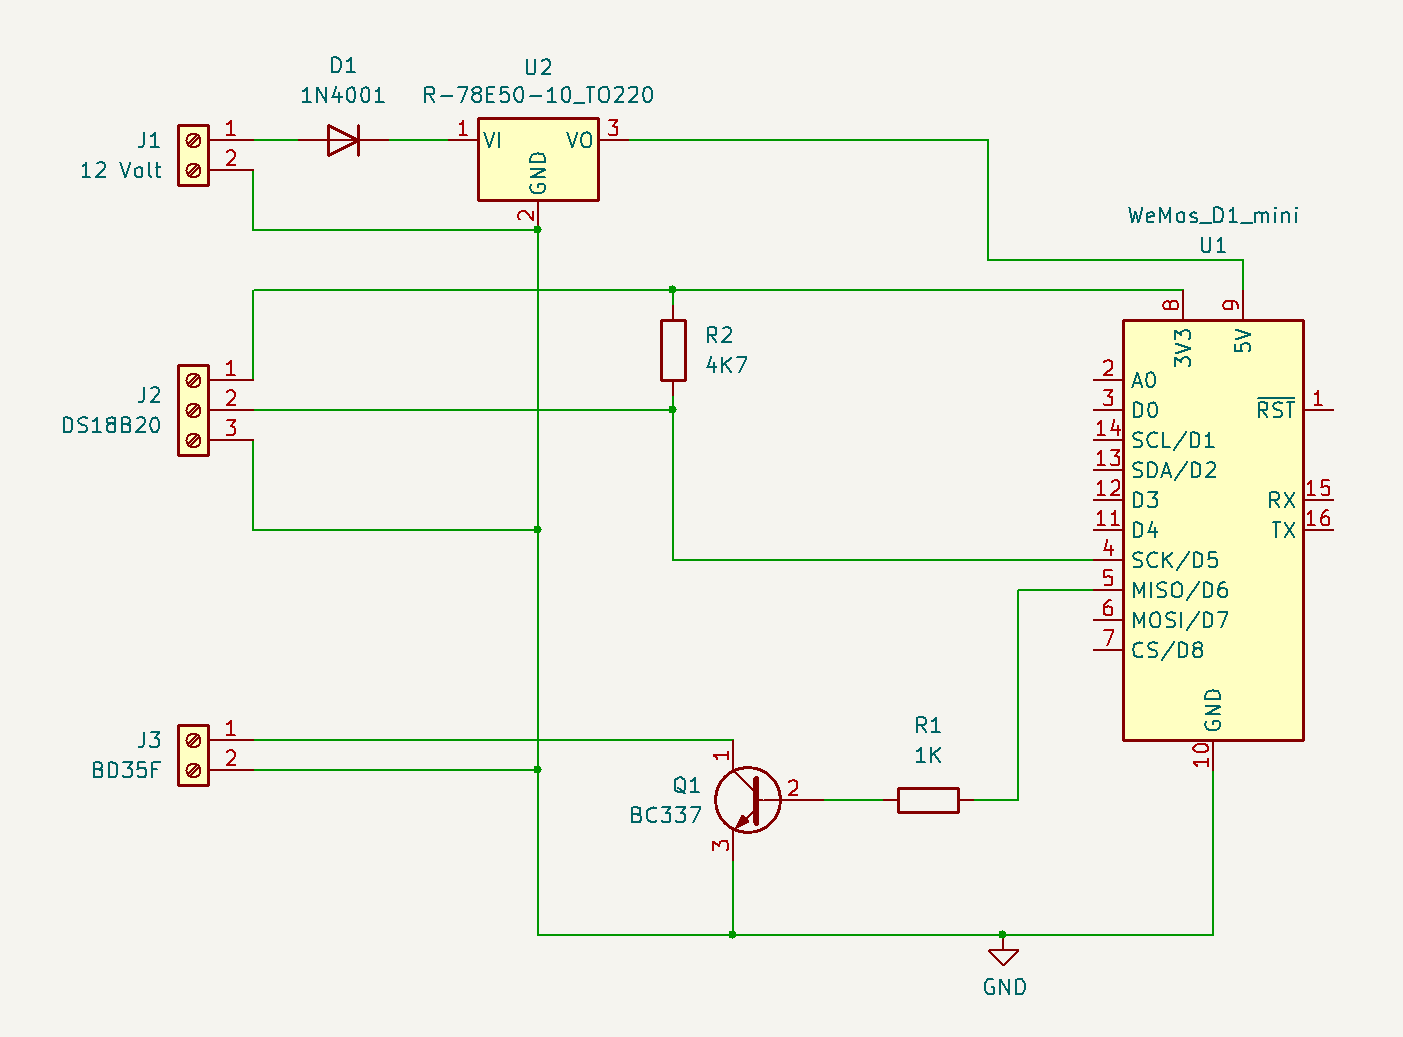 D1
1N4001
U2
R-78E50-10_TO220
J1
12 Volt
1
2
1
VI
VO
3
GND
2
WeMos_D1_mini
U1
8
9
3V3
5V
R2
4K7
J2
DS18B20
1
2
3
2
A0
3
D0
14
SCL/D1
13
SDA/D2
12
D3
11
D4
4
SCK/D5
5
MISO/D6
6
MOSI/D7
7
CS/D8
RST
1
RX
15
TX
16
GND
10
J3
BD35F
1
2
Q1
BC337
1
2
3
R1
1K
GND